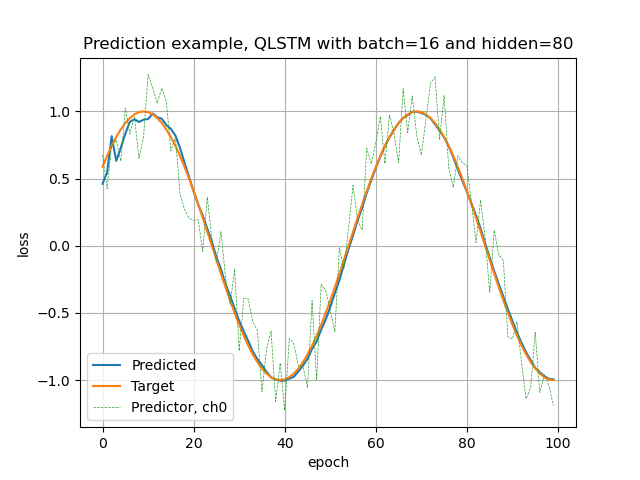 Prediction example, QLSTM with batch=16 and hidden=80
1.0
0.5
0.0
−0.5
−1.0
loss
Predicted
Target
Predictor, ch0
0 20 40 60 80 100
epoch